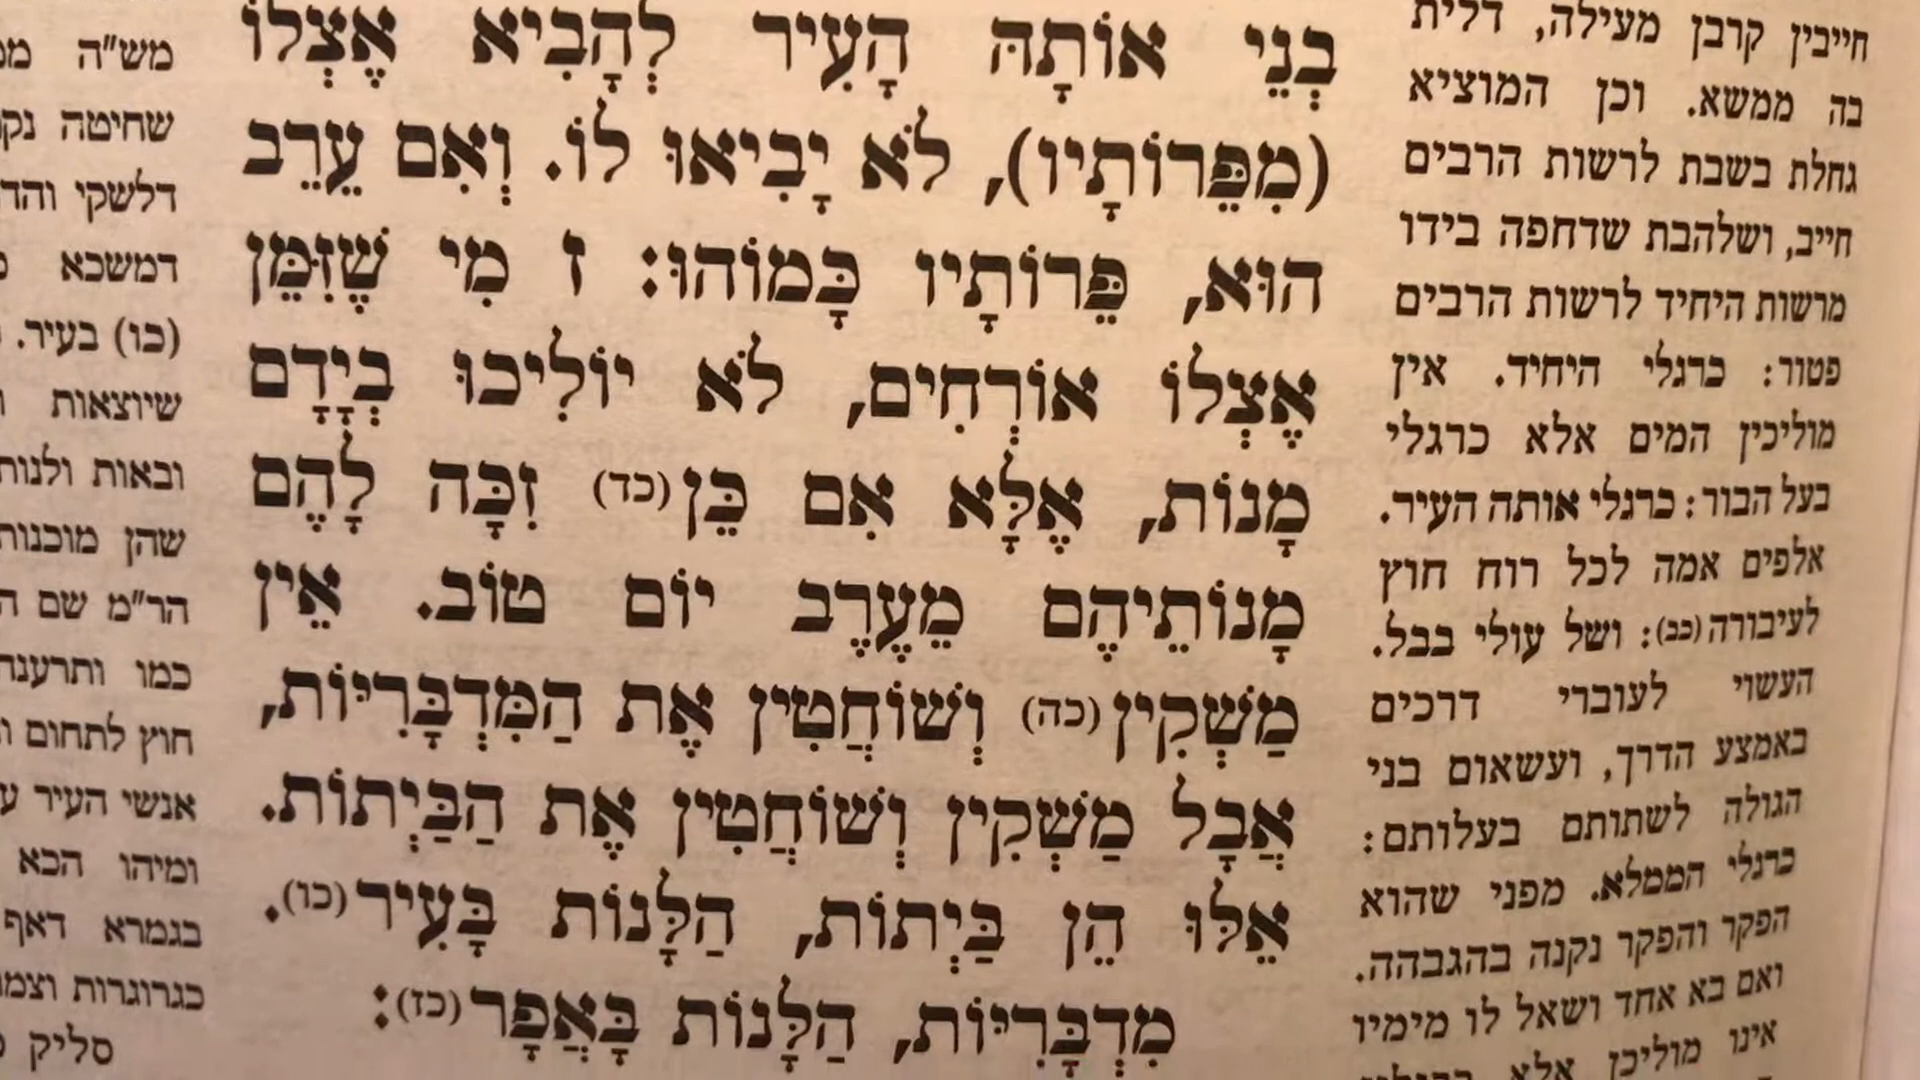 חייבין קרבן מעילה, דלית
בה ממשא. וכן המוציא
גחלת בשבת לרשות הרבים
חייב, ושלהבת שדחפה בידו
מרשות היחיד לרשות הרבים
פטור: כרגלי היחיד. אין
מוליכין המים אלא כרגלי
בעל הבור: כרגלי אותה העיר.
אלפים אמה לכל רוח חוץ
לעיבורה (כב): ושל עולי בבל.
העשוי לעוברי דרכים
באמצע הדרך, ועשאום בני
הגולה לשתותם בעלותם:
כרגלי הממלא. מפני שהוא
הפקר והפקר נקנה בהגבהה.
ואם בא אחד ושאל לו מימיו
אינו מוליכן אלא
בְּנֵי אוֹתָהּ הָעִיר לְהָבִיא אֶצְלוֹ
(מִפֵּרוֹתָיו), לֹא יָבִיאוּ לוֹ. וְאִם עֵרֵב
הוּא, פֵּרוֹתָיו כָּמוֹהוּ: ז מִי שֶׁזִּמֵּן
אֶצְלוֹ אוֹרְחִים, לֹא יוֹלִיכוּ בְיָדָם
מָנוֹת, אֶלָּא אִם כֵּן (כד) זִכָּה לָהֶם
מָנוֹתֵיהֶם מֵעֶרֶב יוֹם טוֹב. אֵין
מַשְׁקִין (כה) וְשׁוֹחֲטִין אֶת הַמִּדְבָּרִיּוֹת,
אֲבָל מַשְׁקִין וְשׁוֹחֲטִין אֶת הַבַּיְתוֹת.
אֵלּוּ הֵן בַּיְתוֹת, הַלָּנוֹת בָּעִיר (כו).
מִדְבָּרִיּוֹת, הַלָּנוֹת בָּאֲפָר (כז):
מש"ה
שחיטה
דלשקי
דמשכא
(כו) בעיר.
שיוצאות
ובאות
שהן מוכנות
הר"מ שם
כמו ותרענה
חוץ לתחום
אנשי העיר
ומיהו הכא
בגמרא דאף
כגרוגרות
סליק